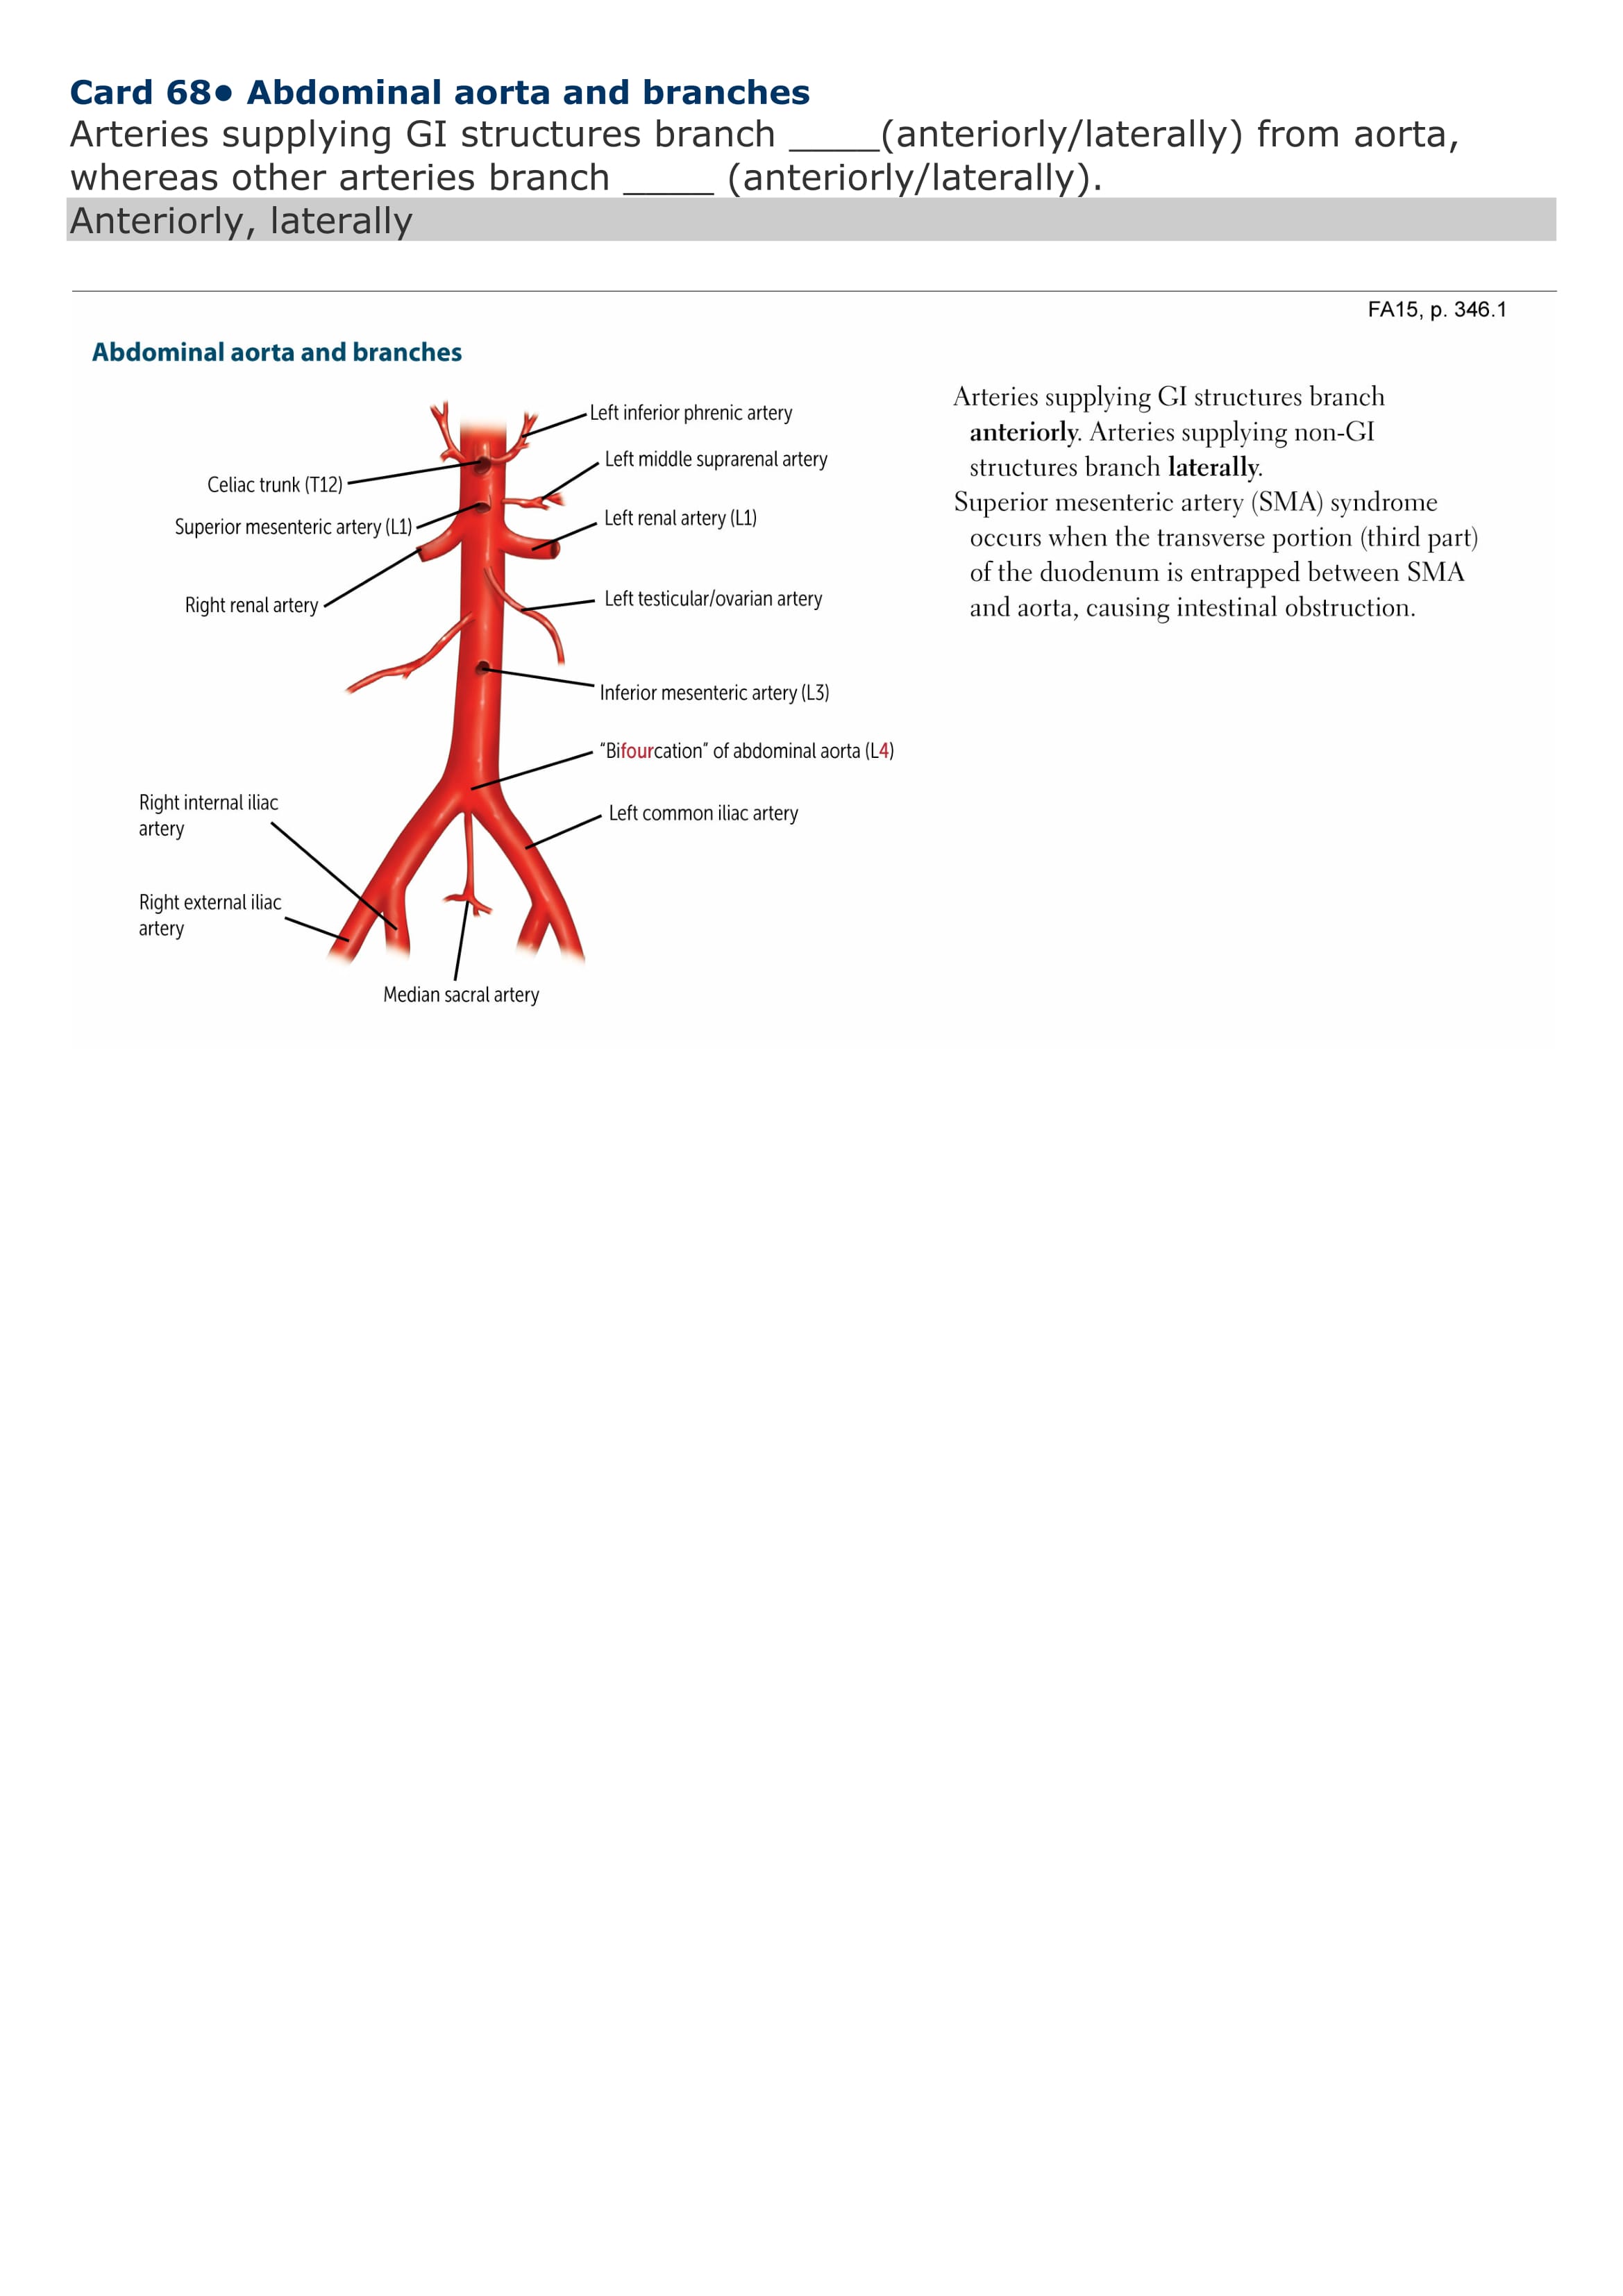 Card 68● Abdominal aorta and branches
Arteries supplying GI structures branch _____(anteriorly/laterally) from aorta,
whereas other arteries branch _____ (anteriorly/laterally).
Anteriorly, laterally
FA15, p. 346.1
Abdominal aorta and branches
Left inferior phrenic artery
Left middle suprarenal artery
Celiac trunk (T12)
Superior mesenteric artery (L1)
Left renal artery (L1)
Right renal artery
Left testicular/ovarian artery
Inferior mesenteric artery (L3)
“Bifourcation” of abdominal aorta (L4)
Right internal iliac
artery
Left common iliac artery
Right external iliac
artery
Median sacral artery
Arteries supplying GI structures branch
anteriorly. Arteries supplying non-GI
structures branch laterally.
Superior mesenteric artery (SMA) syndrome
occurs when the transverse portion (third part)
of the duodenum is entrapped between SMA
and aorta, causing intestinal obstruction.